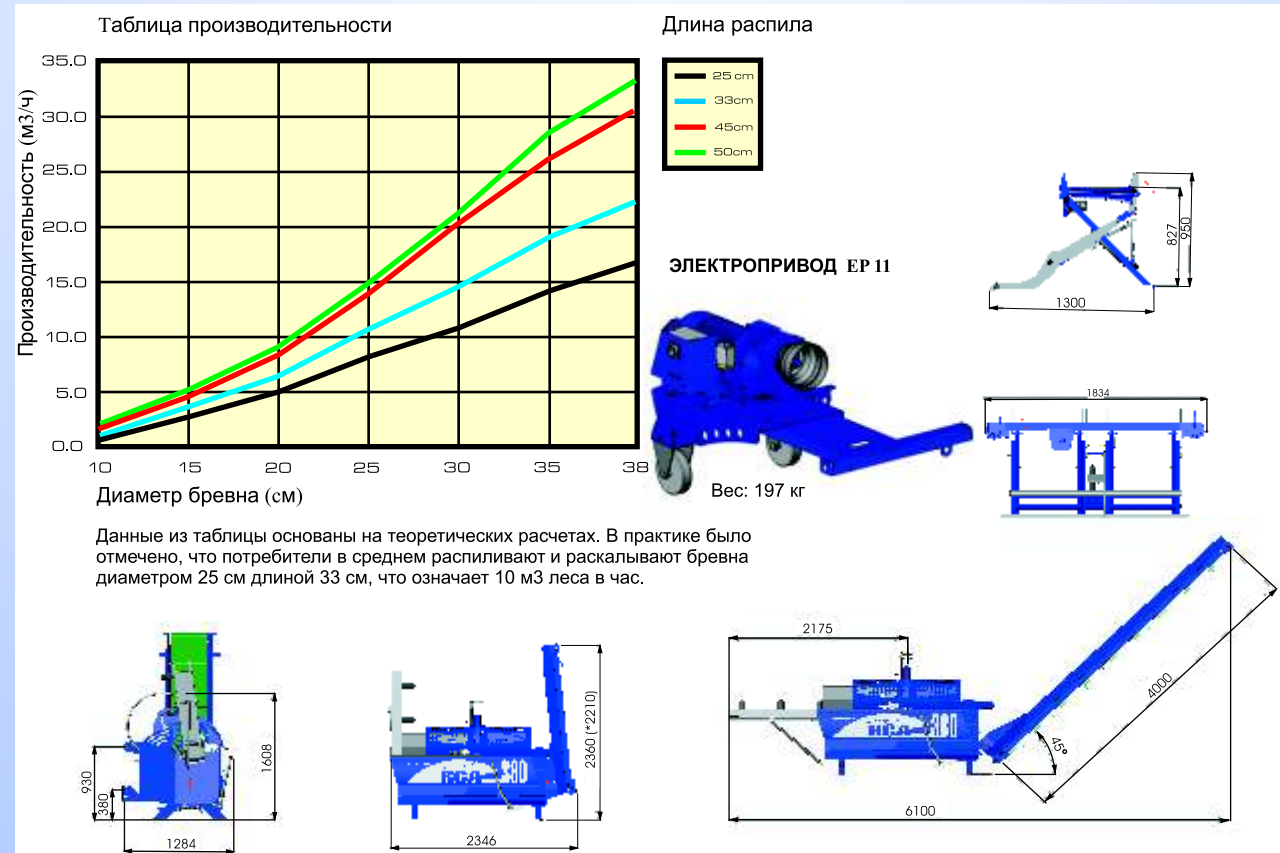 Таблица производительности
Длина распила
Производительность (м3/ч)
35.0
30.0
25.0
20.0
15.0
10.0
5.0
0.0
10 15 20 25 30 35 38
Диаметр бревна (см)
25 cm
33cm
45cm
50cm
827
950
1300
ЭЛЕКТРОПРИВОД EP 11
Вес: 197 кг
1834
Данные из таблицы основаны на теоретических расчетах. В практике было
отмечено, что потребители в среднем распиливают и раскалывают бревна
диаметром 25 см длиной 33 см, что означает 10 м3 леса в час.
930
380
1608
1284
380
2360 (*2210)
2346
2175
380
45°
4000
6100